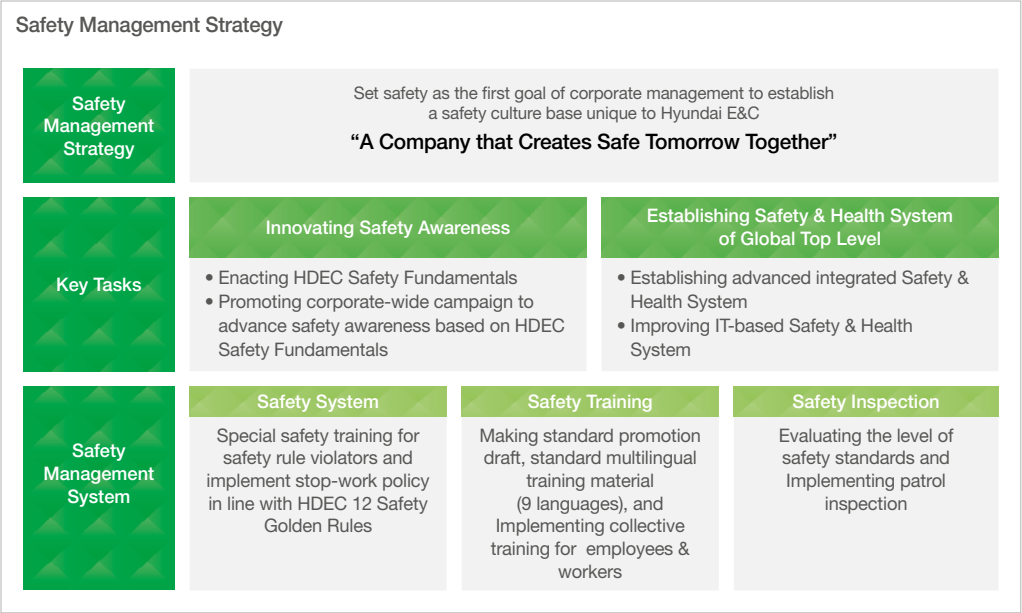 Safety Management Strategy
Safety
Management
Strategy
Set safety as the first goal of corporate management to establish
a safety culture base unique to Hyundai E&C
“A Company that Creates Safe Tomorrow Together”
Key Tasks
Innovating Safety Awareness
• Enacting HDEC Safety Fundamentals
• Promoting corporate-wide campaign to
advance safety awareness based on HDEC
Safety Fundamentals
Establishing Safety & Health System
of Global Top Level
• Establishing advanced integrated Safety &
Health System
• Improving IT-based Safety & Health
System
Safety
Management
System
Safety System
Special safety training for
safety rule violators and
implement stop-work policy
in line with HDEC 12 Safety
Golden Rules
Safety Training
Making standard promotion
draft, standard multilingual
training material
(9 languages), and
Implementing collective
training for employees &
workers
Safety Inspection
Evaluating the level of
safety standards and
Implementing patrol
inspection